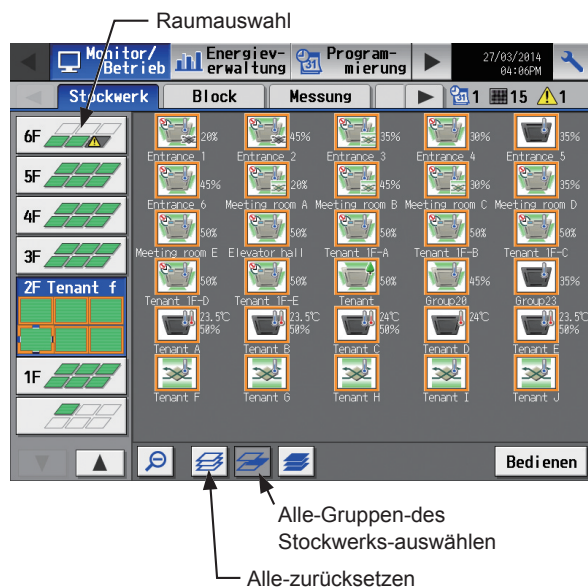 Raumauswahl
Monitor/ Betrieb
Energiev- erwaltung
Program- mierung
27/03/2014
04:06PM
Stockwerk
Block
Messung
1
15
1
6F
5F
4F
3F
2F Tenant f
1F
20% 45% 35% 30% 35%
Entrance 1 Entrance 2 Entrance 3 Entrance 4 Entrance 5
45% 20% 45% 30% 35%
Entrance 6 Meeting room A Meeting room B Meeting room C Meeting room D
50% 50% 50% 50% 50%
Meeting room E Elevator hall Tenant 1F-A Tenant 1F-B Tenant 1F-C
50% 50% 50% 45% 35%
Tenant 1F-D Tenant 1F-E Tenant Group20 Group23
23.5℃ 23.5℃ 24℃ 24℃ 23.5℃
50% 50% 50% 50%
Tenant A Tenant B Tenant C Tenant D Tenant E
Tenant F Tenant G Tenant H Tenant I Tenant J
Bedienen
Alle-Gruppen-des
Stockwerks-auswählen
Alle-zurücksetzen